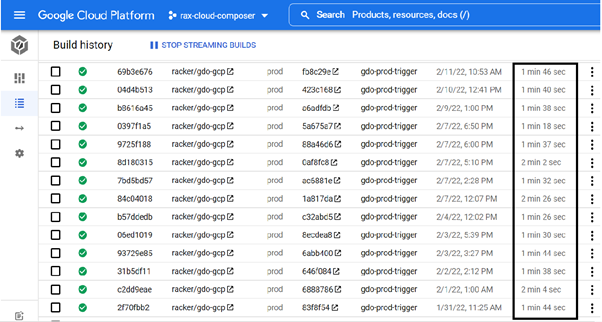 Google Cloud Platform rax-cloud-composer Search Products, resources, docs (/)
Build history STOP STREAMING BUILDS
69b3e676 racker/gdo-gcp prod fb8c29e gdo-prod-trigger 2/11/22, 10:53 AM 1 min 46 sec
04d4b513 racker/gdo-gcp prod 423c168 gdo-prod-trigger 2/10/22, 12:41 PM 1 min 40 sec
b8616a45 racker/gdo-gcp prod a6adfdb gdo-prod-trigger 2/9/22, 1:00 PM 1 min 38 sec
0397f1a5 racker/gdo-gcp prod 5a675a7 gdo-prod-trigger 2/7/22, 6:50 PM 1 min 18 sec
9725f188 racker/gdo-gcp prod 88a46d6 gdo-prod-trigger 2/7/22, 6:00 PM 1 min 37 sec
8d180315 racker/gdo-gcp prod 0af8fc8 gdo-prod-trigger 2/7/22, 5:10 PM 2 min 2 sec
7bd5bd57 racker/gdo-gcp prod ac5881e gdo-prod-trigger 2/7/22, 2:28 PM 1 min 32 sec
84c04018 racker/gdo-gcp prod 1a817da gdo-prod-trigger 2/7/22, 12:07 PM 2 min 26 sec
b57dcedb racker/gdo-gcp prod c32abc5 gdo-prod-trigger 2/4/22, 12:02 PM 1 min 26 sec
06ed1019 racker/gdo-gcp prod 8ecdea8 gdo-prod-trigger 2/3/22, 5:39 PM 1 min 30 sec
93729e85 racker/gdo-gcp prod 6abb400 gdo-prod-trigger 2/3/22, 3:27 PM 1 min 44 sec
31b5cf11 racker/gdo-gcp prod 646f084 gdo-prod-trigger 2/2/22, 2:12 PM 1 min 38 sec
c2dd9eae racker/gdo-gcp prod 6888786 gdo-prod-trigger 2/1/22, 1:00 AM 2 min 4 sec
2f70fbb2 racker/gdo-gcp prod 83f8f54 gdo-prod-trigger 1/31/22, 11:25 AM 1 min 44 sec